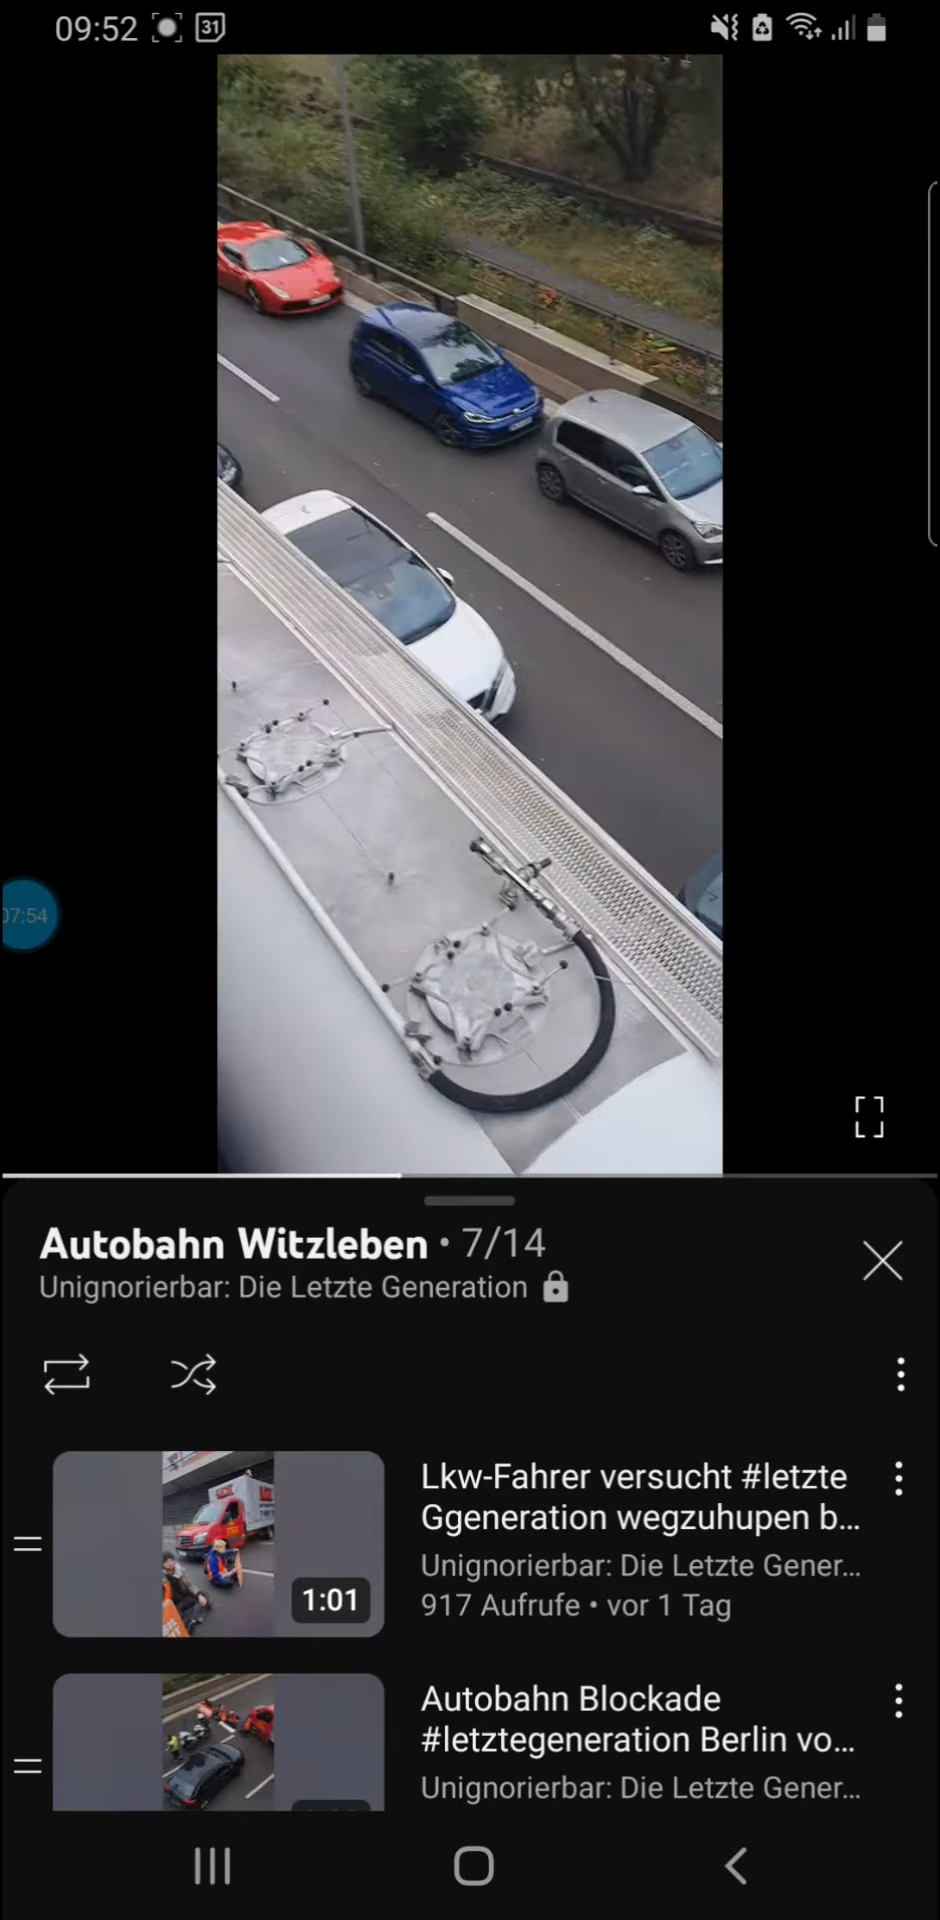 09:52
31
07:54
Autobahn Witzleben • 7/14
Unignorierbar: Die Letzte Generation
Lkw-Fahrer versucht #letzte
Ggeneration wegzuhupen b...
Unignorierbar: Die Letzte Gener...
917 Aufrufe • vor 1 Tag
1:01
Autobahn Blockade
#letztegeneration Berlin vo...
Unignorierbar: Die Letzte Gener...